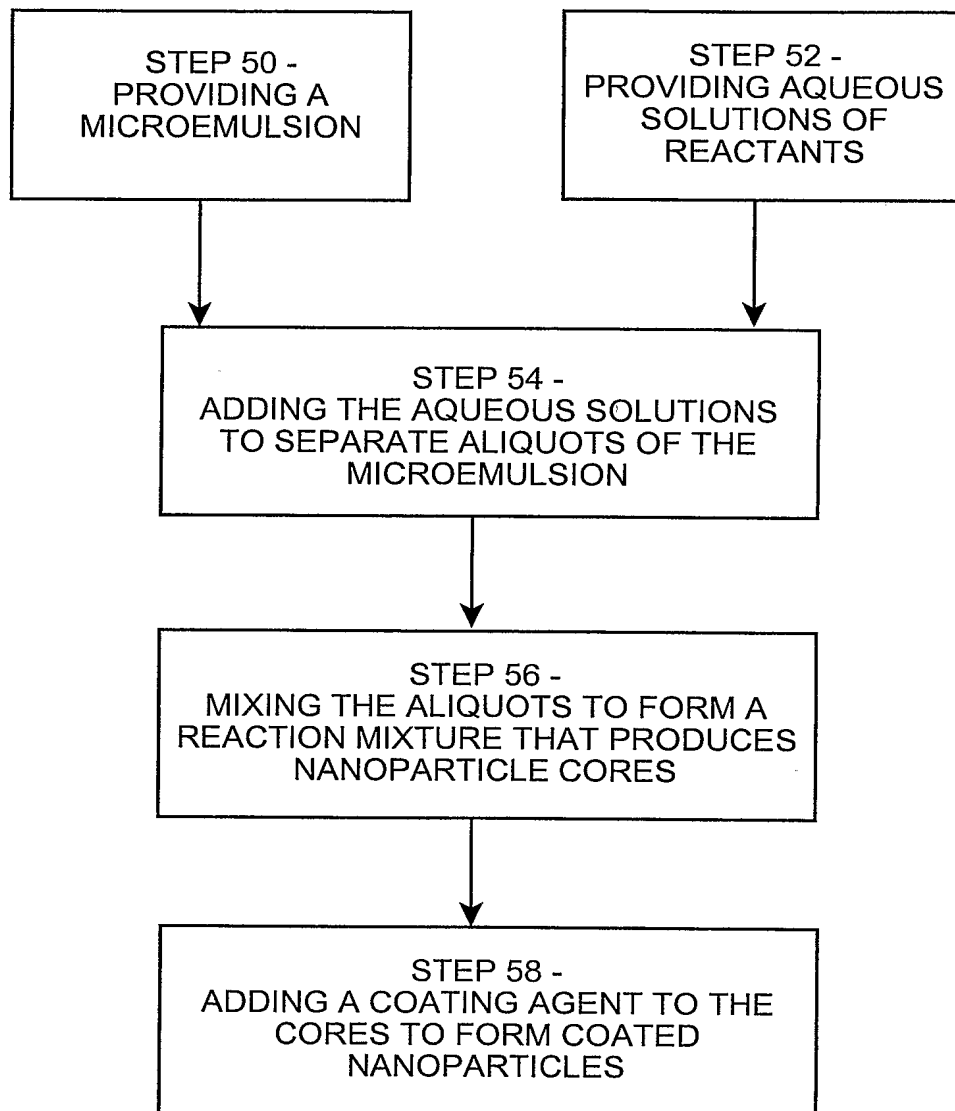 STEP 50 -
PROVIDING A
MICROEMULSION
STEP 52 -
PROVIDING AQUEOUS
SOLUTIONS OF
REACTANTS
STEP 54 -
ADDING THE AQUEOUS SOLUTIONS
TO SEPARATE ALIQUOTS OF THE
MICROEMULSION
STEP 56 -
MIXING THE ALIQUOTS TO FORM A
REACTION MIXTURE THAT PRODUCES
NANOPARTICLE CORES
STEP 58 -
ADDING A COATING AGENT TO THE
CORES TO FORM COATED
NANOPARTICLES